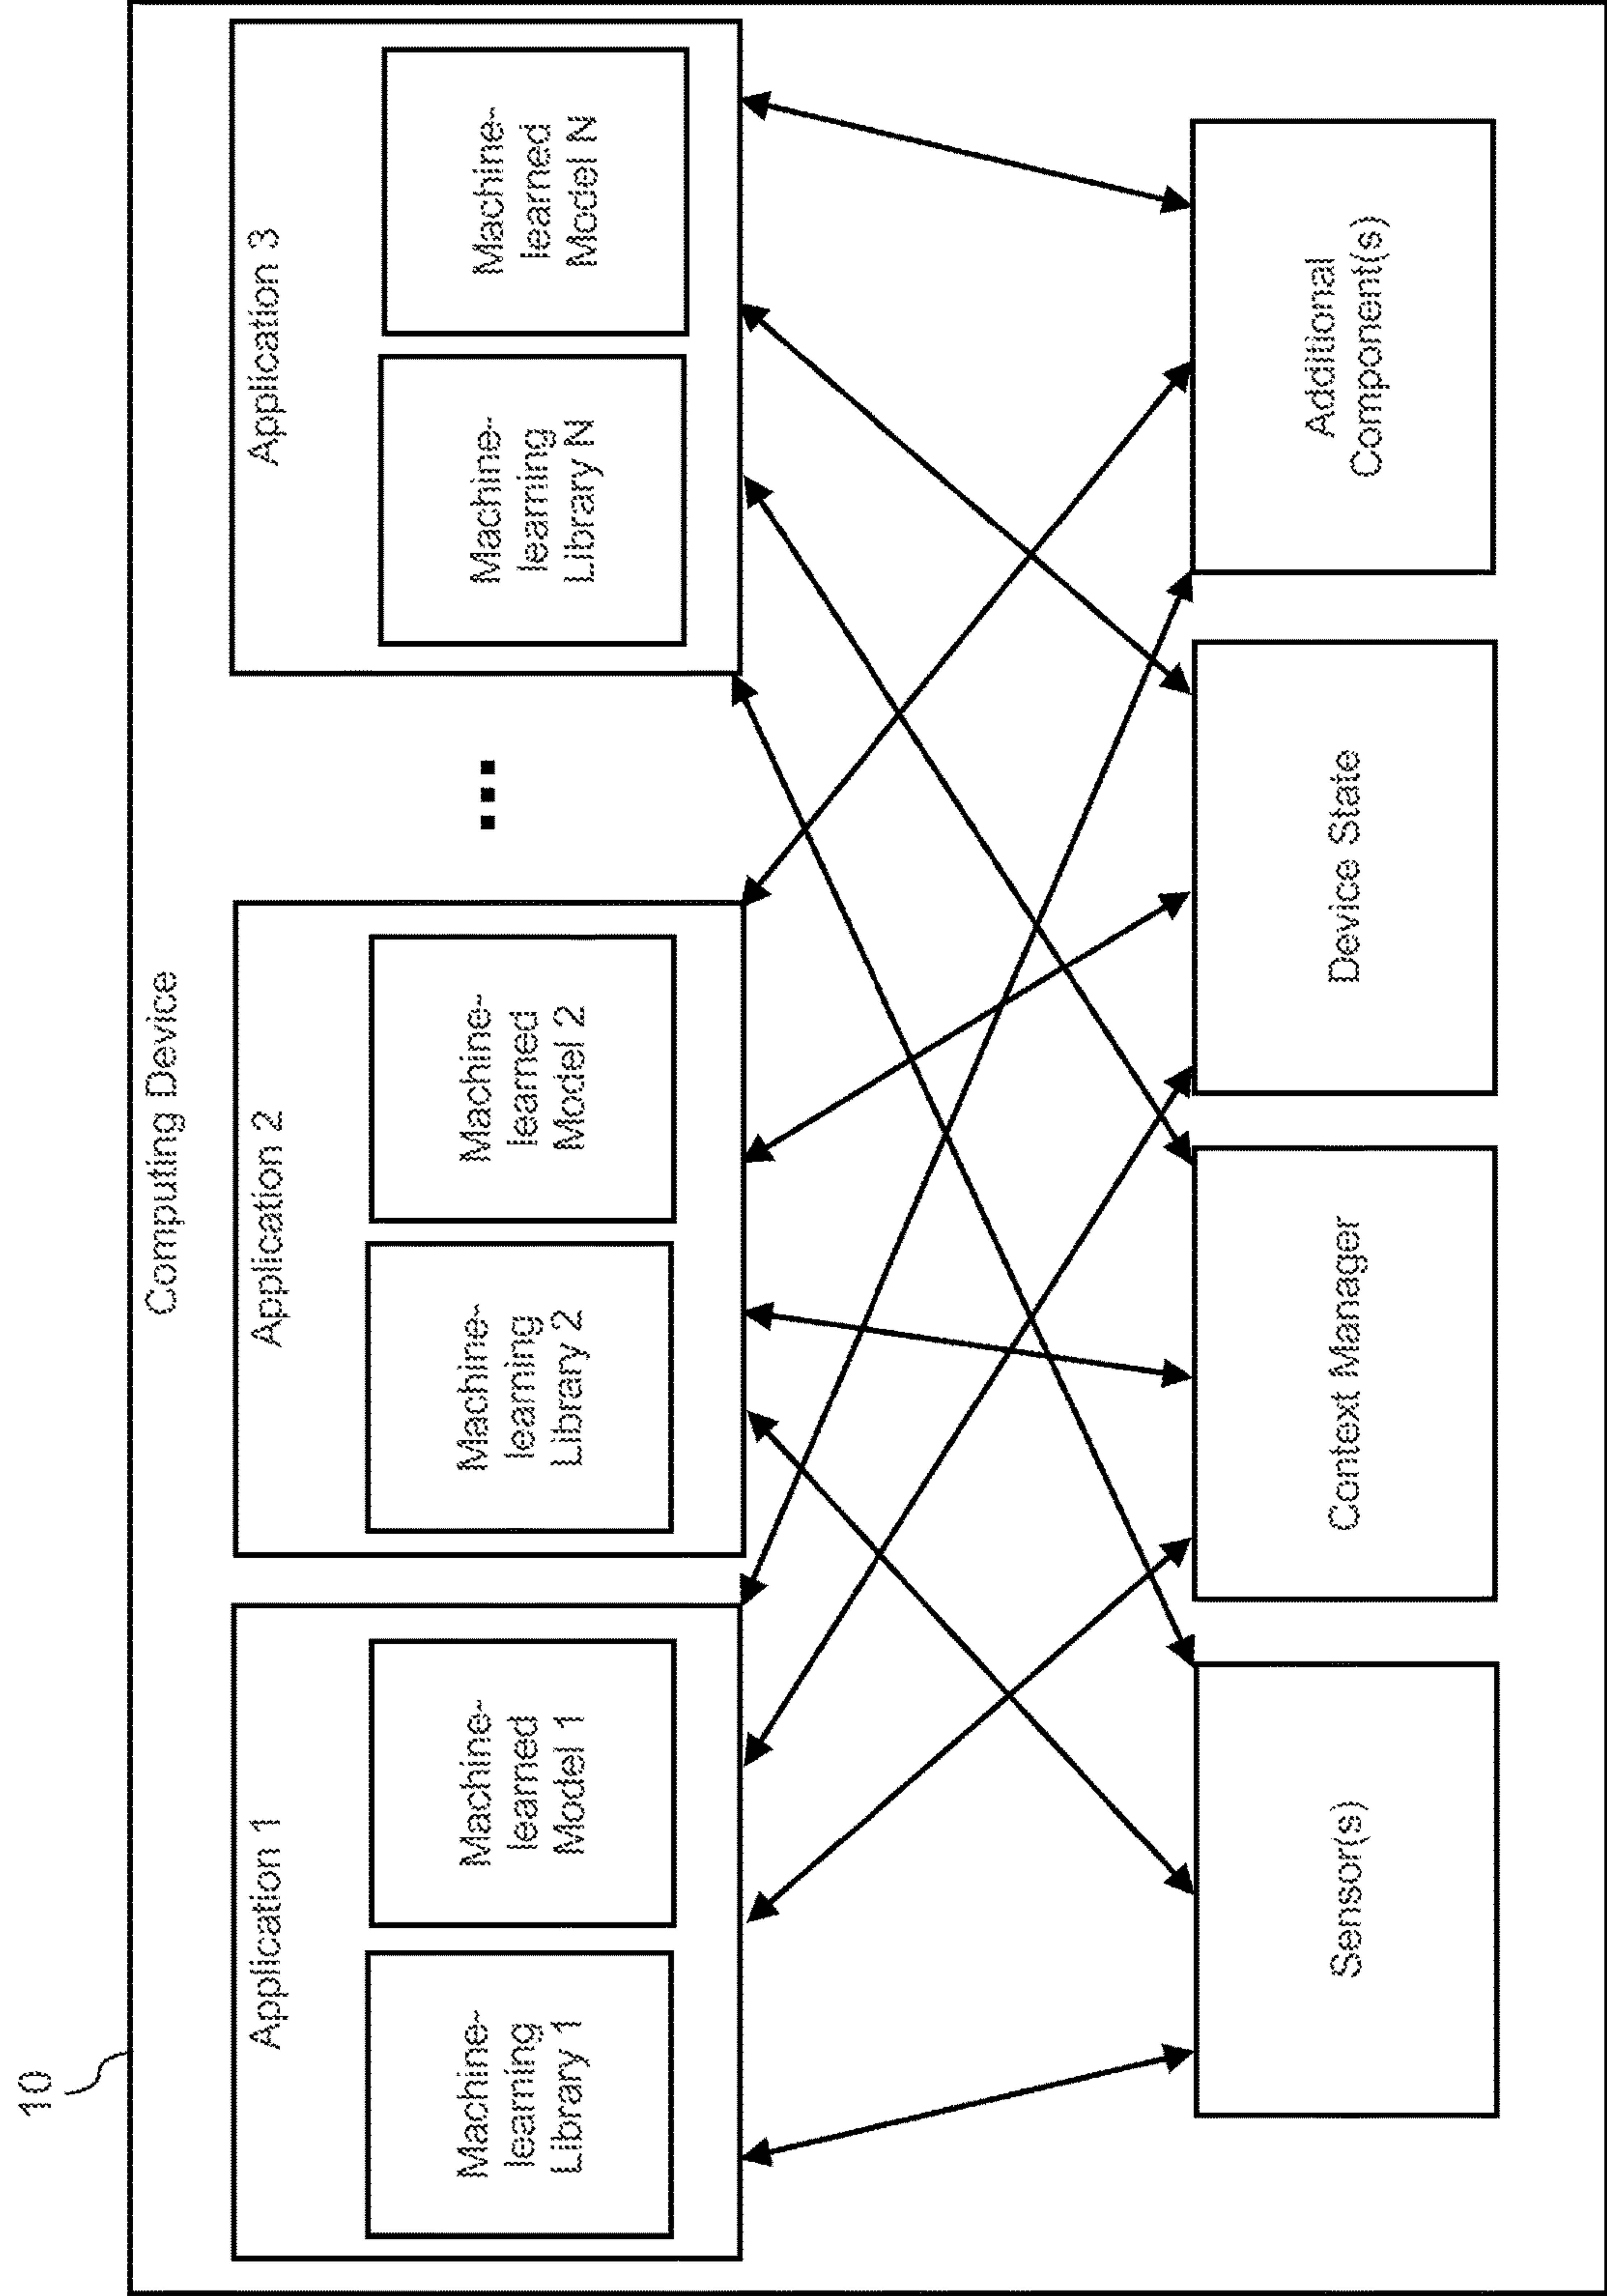 10
Computing Device
Application 1
Machine-
learning
Library 1
Machine-
learned
Model 1
Application 2
Machine-
learning
Library 2
Machine-
learned
Model 2
...
Application 3
Machine-
learning
Library N
Machine-
learned
Model N
Sensor(s)
Context Manager
Device State
Additional
Component(s)